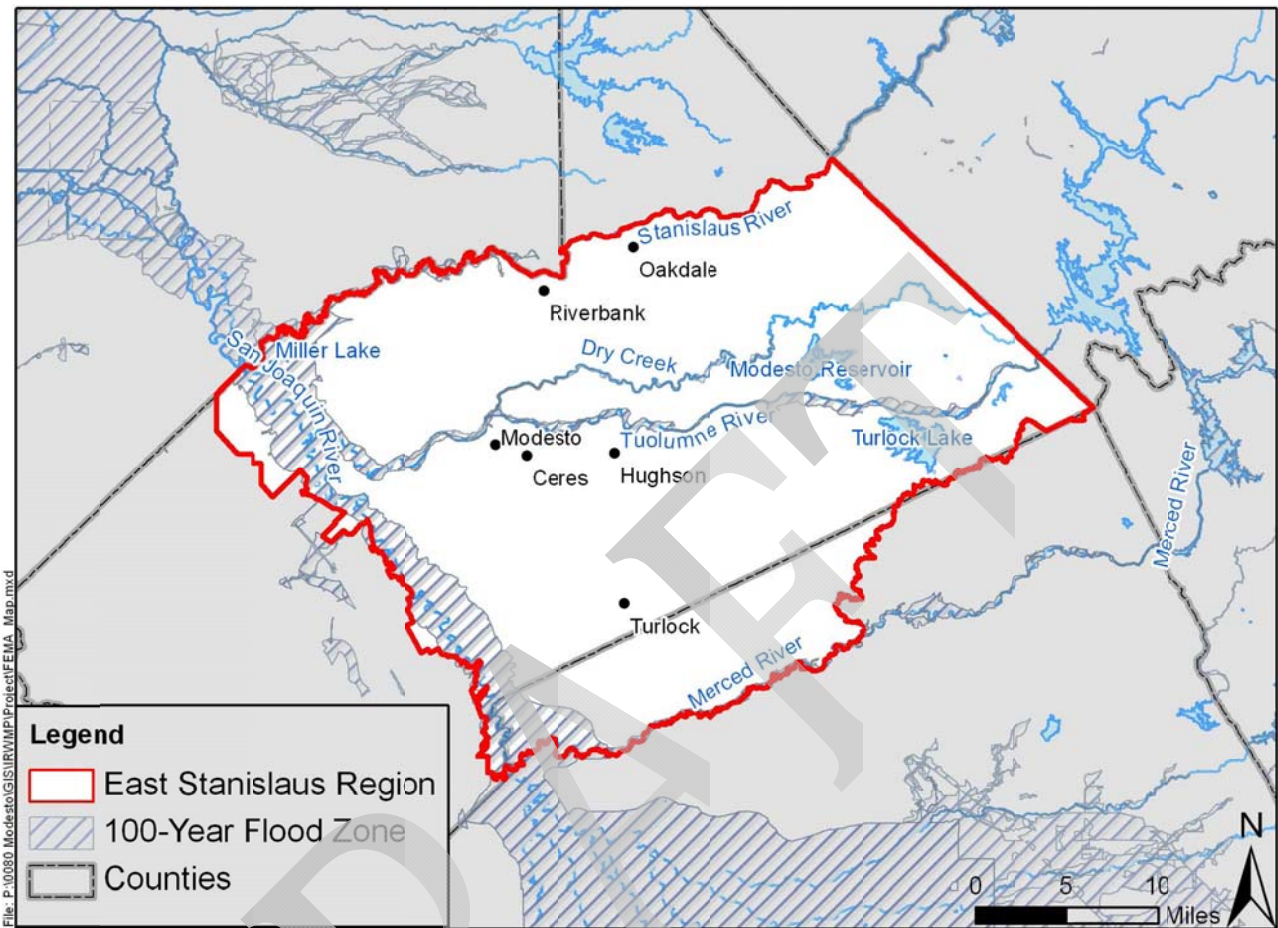 Stanislaus River
Oakdale
Riverbank
Miller Lake
San Joaquin River
Dry Creek
Modesto Reservoir
Modesto
Tuolumne River
Turlock Lake
Ceres
Hughson
Merced River
Turlock
Merced River
DRAFT
Legend
East Stanislaus Region
100-Year Flood Zone
Counties
N
0 5 10
Miles
File: P:\0080 Modesto\GIS\IRWMP\Project\FEMA Map.mxd